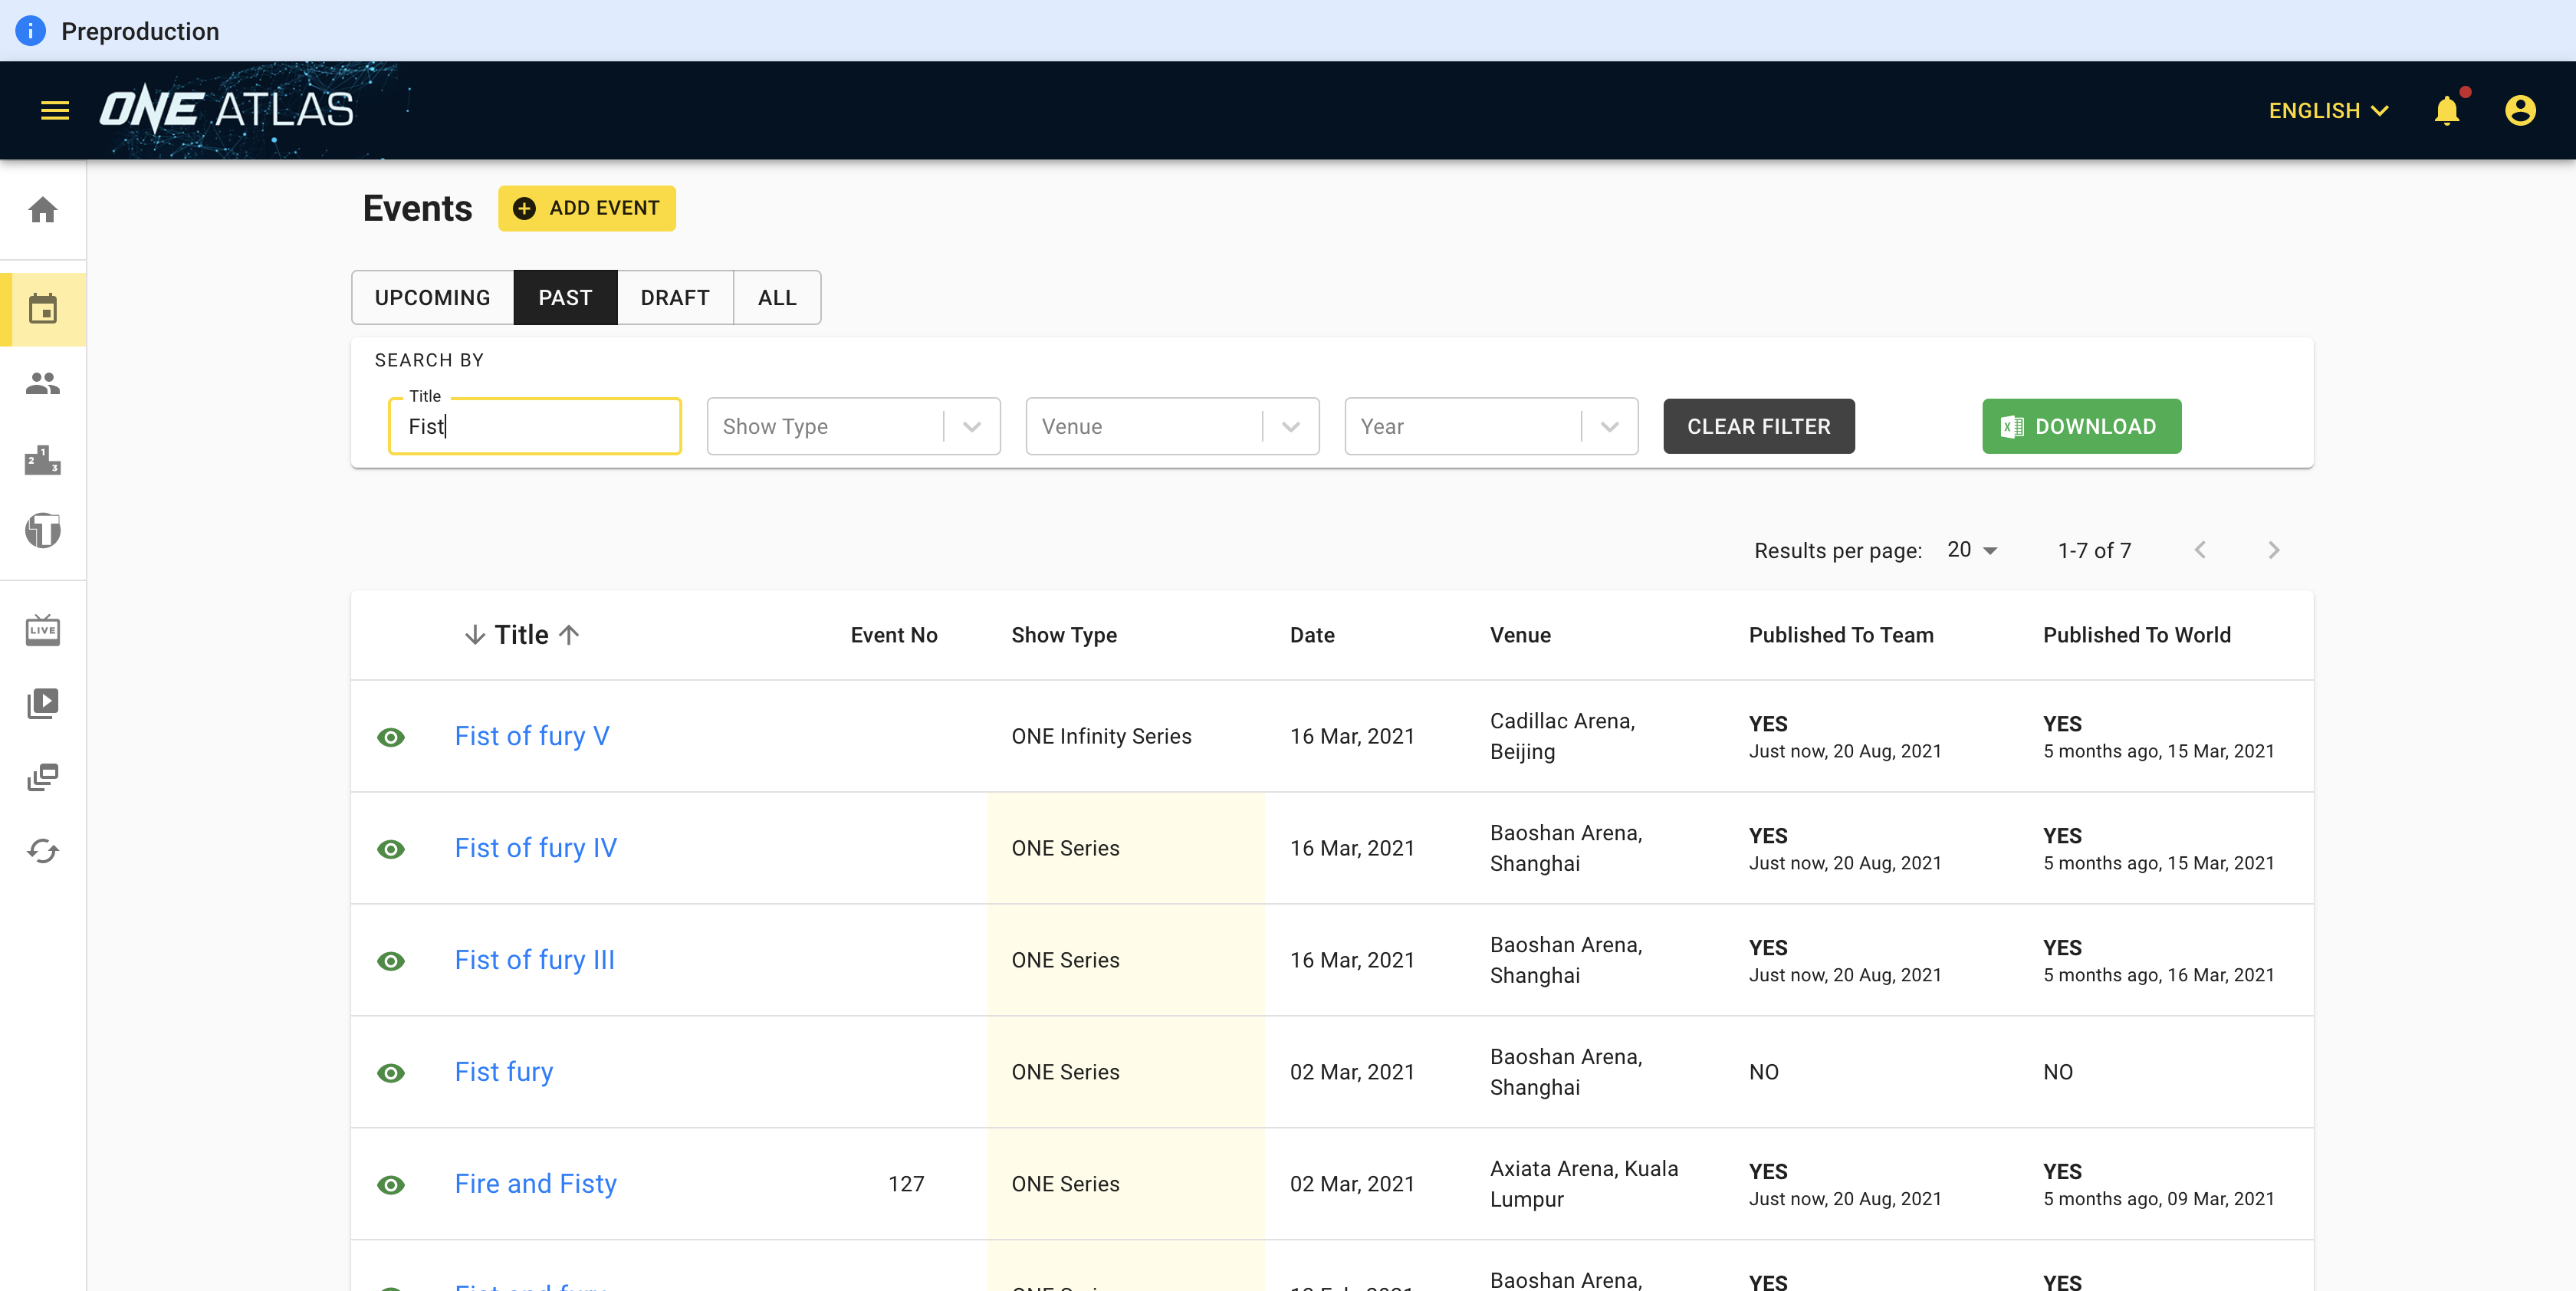 Preproduction
ONE ATLAS
ENGLISH
Events
ADD EVENT
UPCOMING PAST DRAFT ALL
SEARCH BY
Title
Fist
Show Type
Venue
Year
CLEAR FILTER
DOWNLOAD
Results per page: 20 1-7 of 7
Title Event No Show Type Date Venue Published To Team Published To World
Fist of fury V ONE Infinity Series 16 Mar, 2021 Cadillac Arena, Beijing YES Just now, 20 Aug, 2021 YES 5 months ago, 15 Mar, 2021
Fist of fury IV ONE Series 16 Mar, 2021 Baoshan Arena, Shanghai YES Just now, 20 Aug, 2021 YES 5 months ago, 15 Mar, 2021
Fist of fury III ONE Series 16 Mar, 2021 Baoshan Arena, Shanghai YES Just now, 20 Aug, 2021 YES 5 months ago, 16 Mar, 2021
Fist fury ONE Series 02 Mar, 2021 Baoshan Arena, Shanghai NO NO
Fire and Fisty 127 ONE Series 02 Mar, 2021 Axiata Arena, Kuala Lumpur YES Just now, 20 Aug, 2021 YES 5 months ago, 09 Mar, 2021
Baoshan Arena, YES YES
2 1 3
LIVE